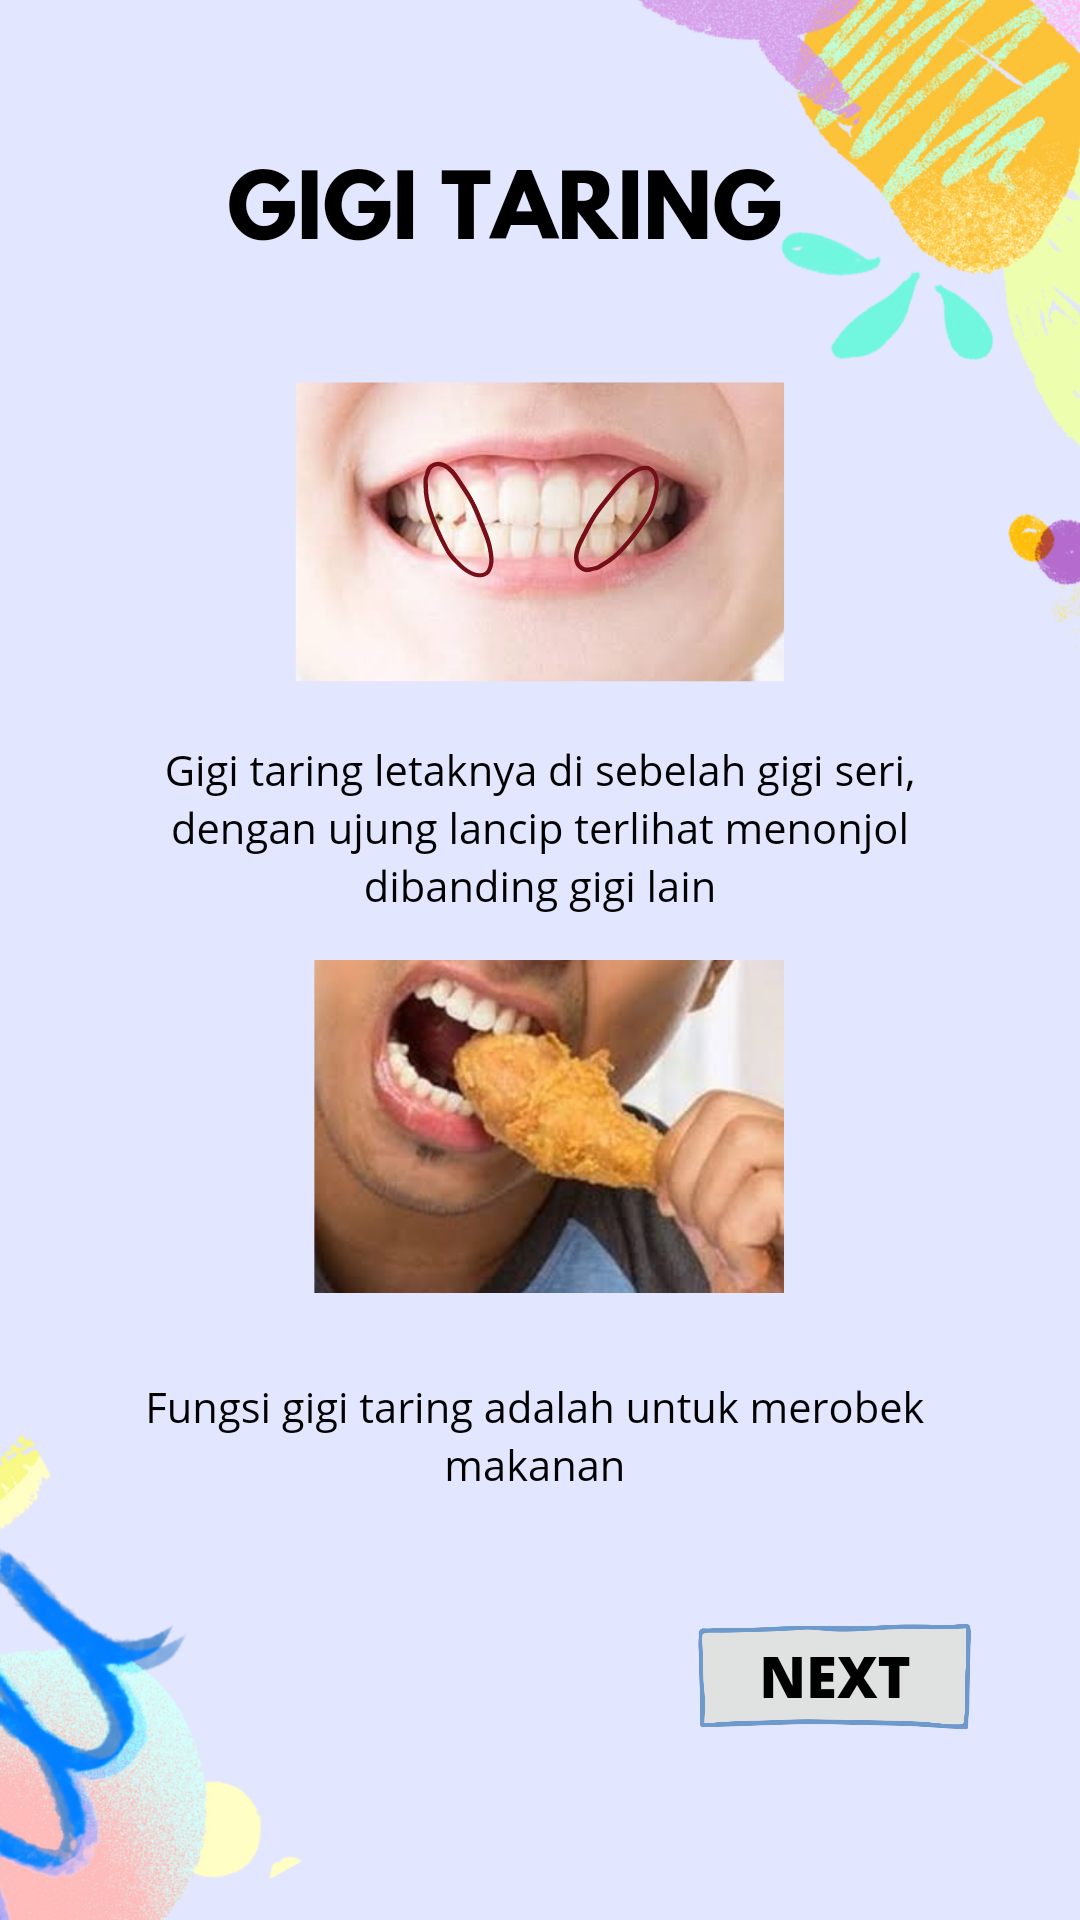 GIGI TARING
Gigi taring letaknya di sebelah gigi seri,
dengan ujung lancip terlihat menonjol
dibanding gigi lain
Fungsi gigi taring adalah untuk merobek
makanan
NEXT